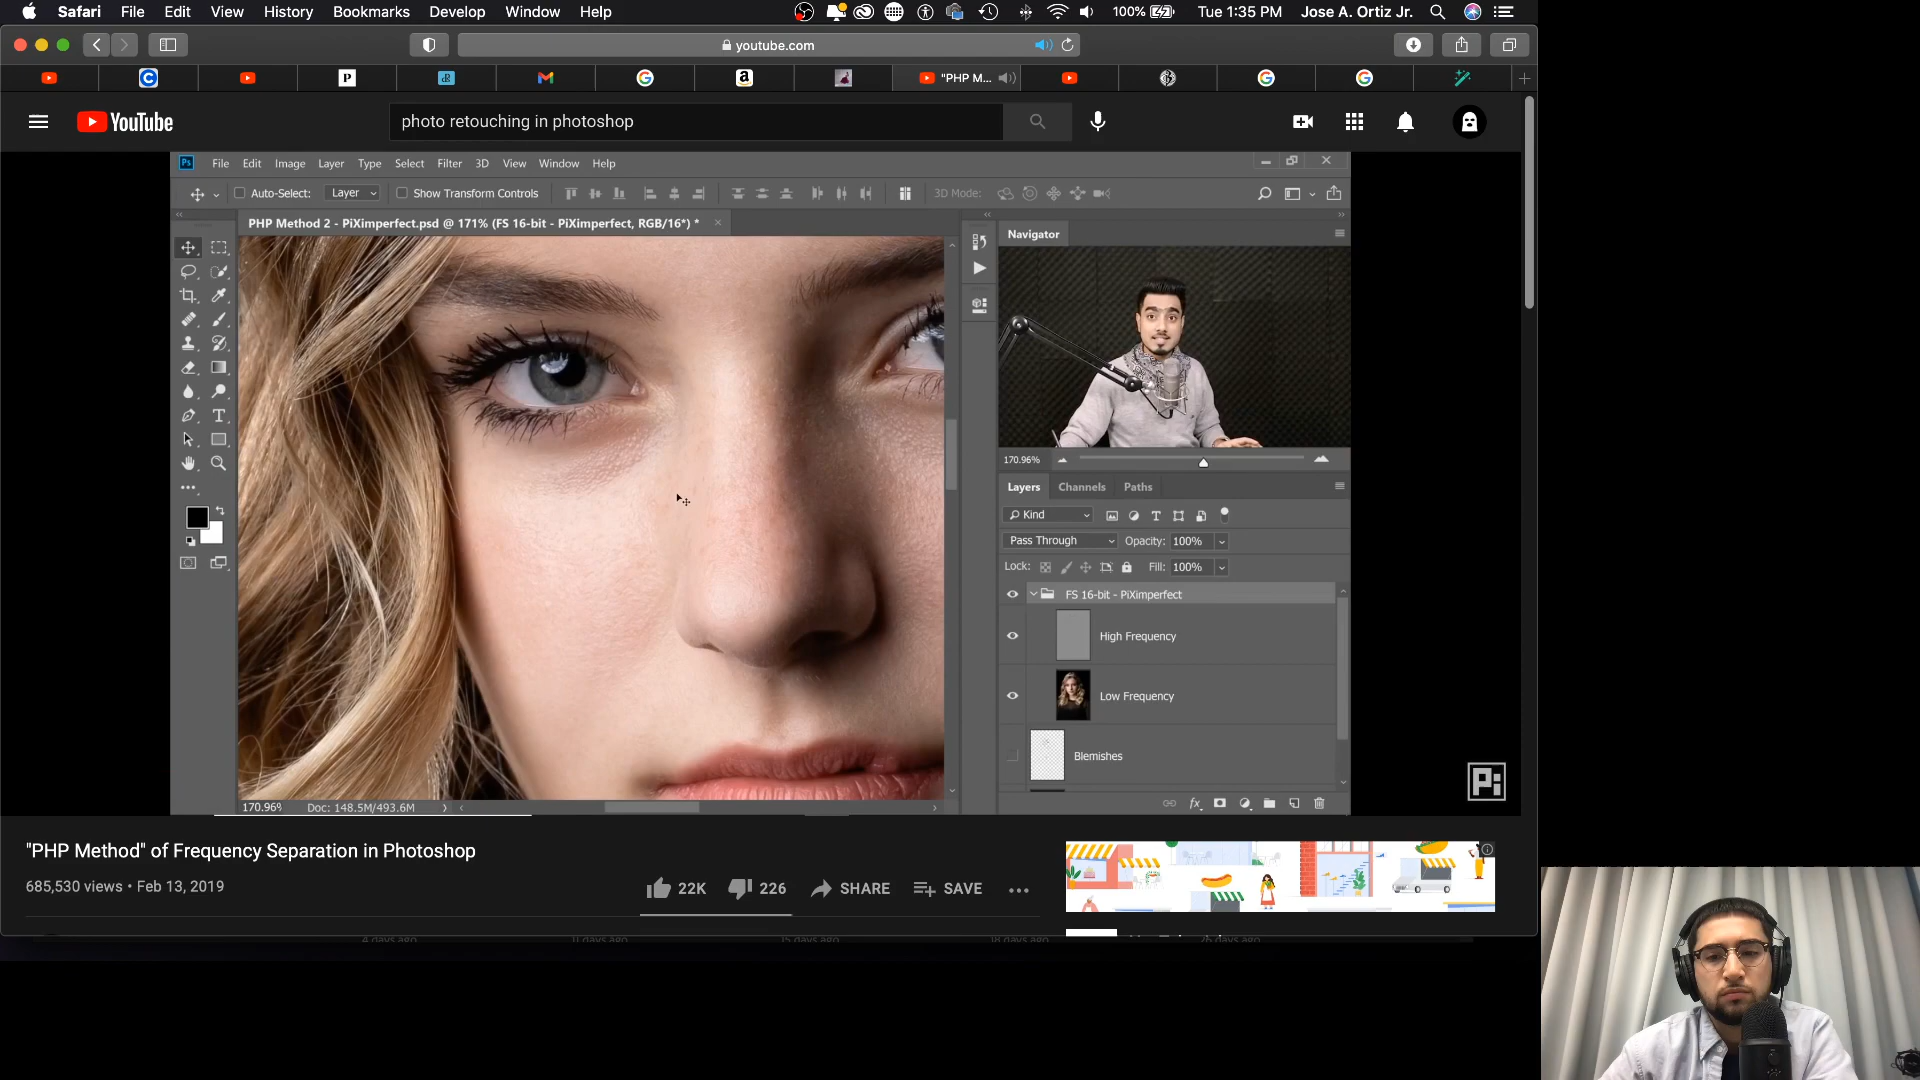 Safari File Edit View History Bookmarks Develop Window Help 100% Tue 1:35 PM Jose A. Ortiz Jr.
youtube.com
"PHP M...
YouTube
photo retouching in photoshop
Ps File Edit Image Layer Type Select Filter 3D View Window Help
Auto-Select: Layer Show Transform Controls 3D Mode:
PHP Method 2 - PiXimperfect.psd @ 171% (FS 16-bit - PiXimperfect, RGB/16*) *
Navigator
170.96%
Layers Channels Paths
Kind
Pass Through Opacity: 100%
Lock: Fill: 100%
FS 16-bit - PiXimperfect
High Frequency
Low Frequency
Blemishes
Pi
170.96% Doc: 148.5M/493.6M
"PHP Method" of Frequency Separation in Photoshop
685,530 views • Feb 13, 2019
22K 226 SHARE SAVE